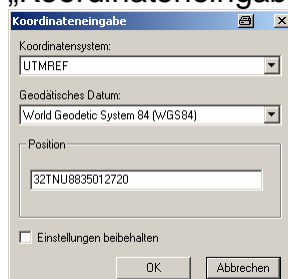 „Koordinateneingab
Koordinateneingabe
Koordinatensystem:
UTMREF
Geodätisches Datum:
World Geodetic System 84 (WGS84)
Position
32TNU8835012720
Einstellungen beibehalten
OK Abbrechen